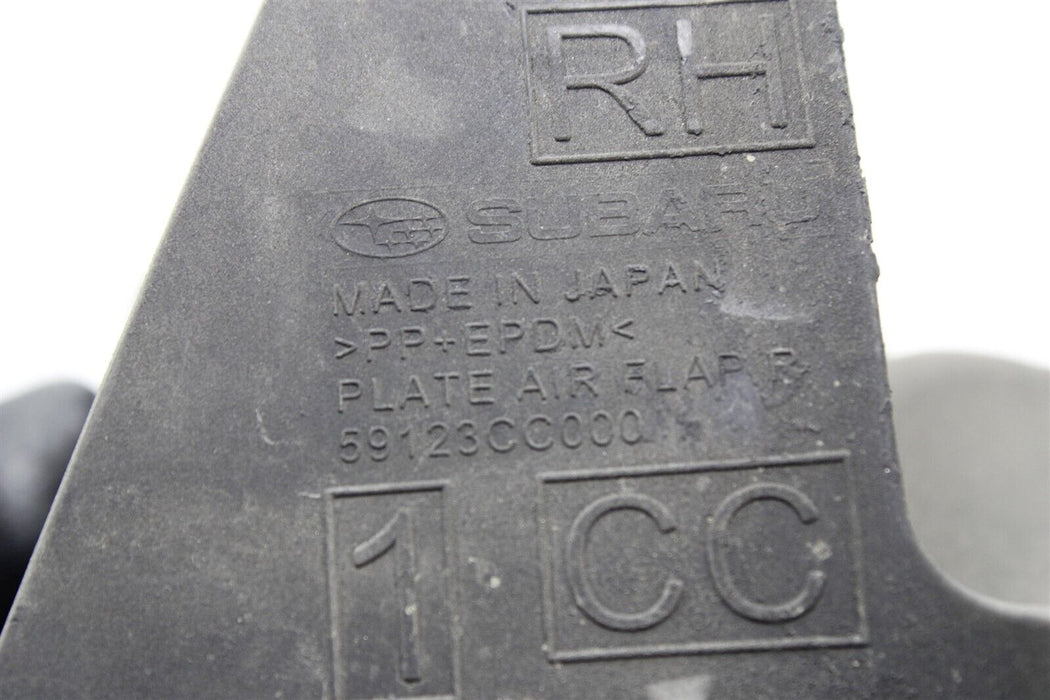 RH
SUBARU
MADE IN JAPAN
>PP+EPDM<
PLATE AIR FLAP R
59123CC000
1 CC